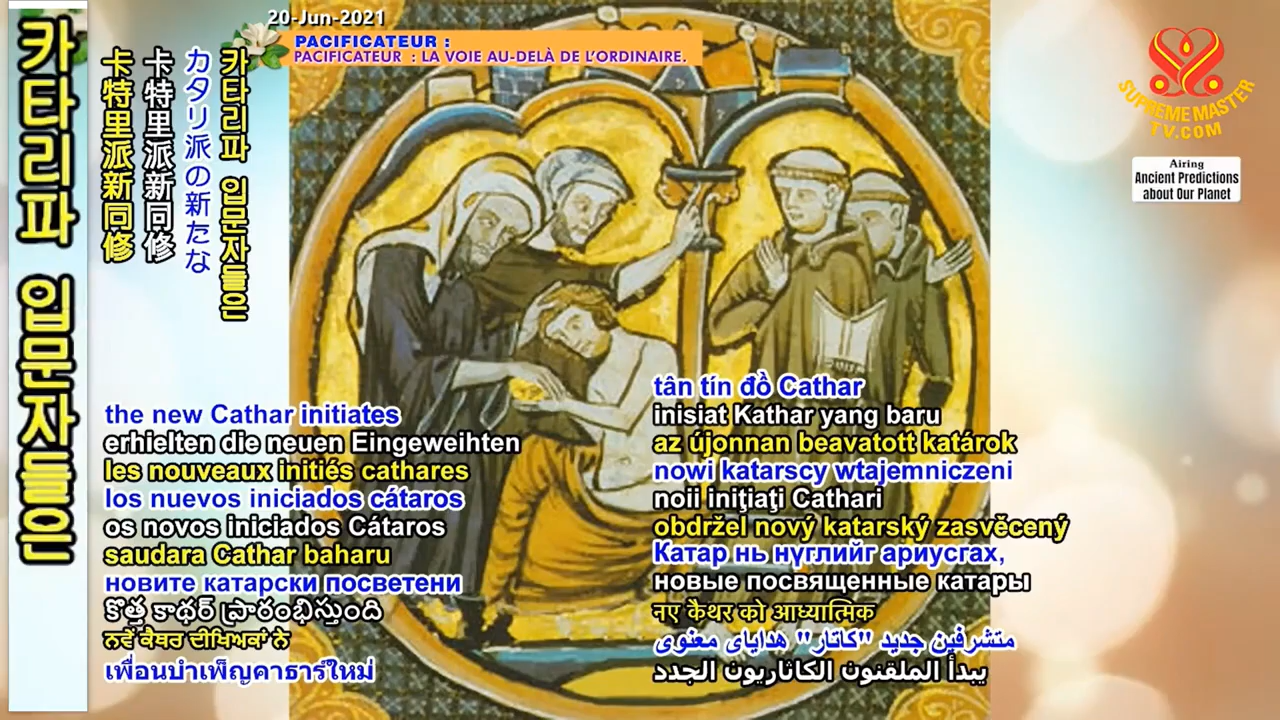 20-Jun-2021
PACIFICATEUR :
PACIFICATEUR : LA VOIE AU-DELÀ DE L'ORDINAIRE.
SUPREME MASTER
TV.COM
Airing
Ancient Predictions
about Our Planet
카타리파 입문자들은
卡特里派新同修
卡特里派新同修
カタリ派の新たな
카타리파 입문자들은
the new Cathar initiates
erhielten die neuen Eingeweihten
les nouveaux initiés cathares
los nuevos iniciados cátaros
os novos iniciados Cátaros
saudara Cathar baharu
новите катарски посветени
కొత్త కాథర్ ప్రారంభిస్తుంది
ਨਵੇਂ ਕੈਥਰ ਦੀਖਿਅਕਾਂ ਨੇ
เพื่อนบำเพ็ญคาธาร์ใหม่
tân tín đồ Cathar
inisiat Kathar yang baru
az újonnan beavatott katárok
nowi katarscy wtajemniczeni
noii iniţiaţi Cathari
obdržel nový katarský zasvěcený
Катар нь нүглийг ариусгах,
новые посвященные катары
नए कैथर को आध्यात्मिक
متشرفین جدید "کاتار" هدایای معنوی
يبدأ الملقنون الكاثاريون الجدد